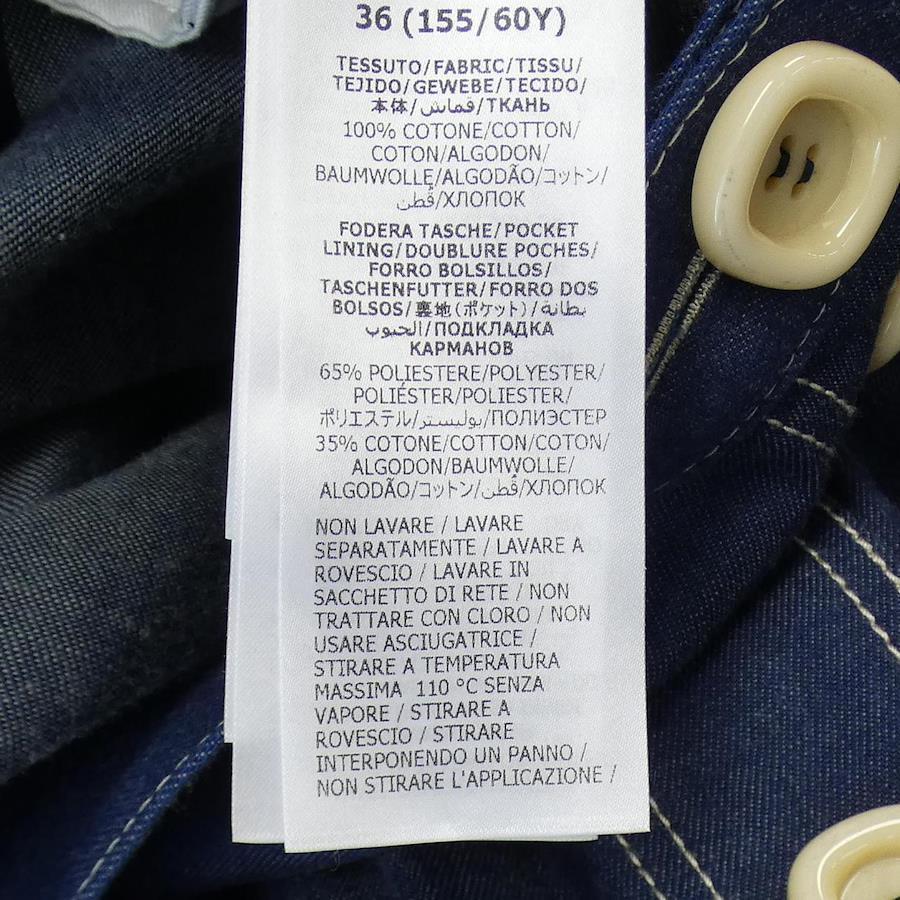 36 (155/60Y)
TESSUTO/FABRIC/TISSU/
TEJIDO/GEWEBE/TECIDO/
本体/قماش/ТКАНЬ
100% COTONE/COTTON/
COTON/ALGODON/
BAUMWOLLE/ALGODÃO/コットン/
قُطن/ХЛОПОК
FODERA TASCHE/POCKET
LINING/DOUBLURE POCHES/
FORRO BOLSILLOS/
TASCHENFUTTER/FORRO DOS
BOLSOS/裏地(ポケット)/بطانة
الجيوب/ПОДКЛАДКА
КАРМАНОВ
65% POLIESTERE/POLYESTER/
POLIÉSTER/POLIESTER/
ポリエステル/بوليستر/ПОЛИЭСТЕР
35% COTONE/COTTON/COTON/
ALGODON/BAUMWOLLE/
ALGODÃO/コットン/قُطن/ХЛОПОК
NON LAVARE / LAVARE
SEPARATAMENTE / LAVARE A
ROVESCIO / LAVARE IN
SACCHETTO DI RETE / NON
TRATTARE CON CLORO / NON
USARE ASCIUGATRICE /
STIRARE A TEMPERATURA
MASSIMA 110 °C SENZA
VAPORE / STIRARE A
ROVESCIO / STIRARE
INTERPONENDO UN PANNO /
NON STIRARE L'APPLICAZIONE /